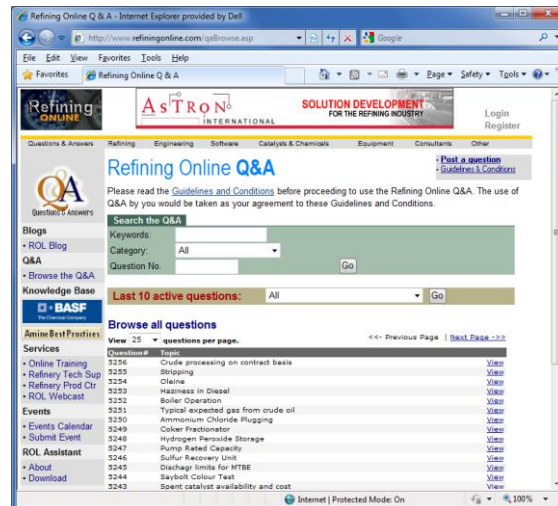 Refining Online Q & A - Internet Explorer provided by Dell
http://www.refiningonline.com/qaBrowse.asp
Google
File Edit View Favorites Tools Help
Favorites Refining Online Q & A
Page Safety Tools
Refining
ONLINE
ASTRON
INTERNATIONAL
SOLUTION DEVELOPMENT
FOR THE REFINING INDUSTRY
Login
Register
Questions & Answers Refining Engineering Software Catalysts & Chemicals Equipment Consultants Other
Refining Online Q&A
• Post a question
• Guidelines & Conditions
QA
Questions & Answers
Please read the Guidelines and Conditions before proceeding to use the Refining Online Q&A. The use of
Q&A by you would be taken as your agreement to these Guidelines and Conditions.
Search the Q&A
Keywords:
Category: All
Question No. Go
Last 10 active questions: All Go
Blogs
• ROL Blog
Q&A
• Browse the Q&A
Knowledge Base
BASF
The Chemical Company
Amine Best Practices
Services
• Online Training
• Refinery Tech Sup
• Refinery Prod Ctr
• ROL Webcast
Events
• Events Calendar
• Submit Event
ROL Assistant
• About
• Download
Browse all questions
View 25 questions per page. <<- Previous Page | Next Page ->>
Question# Topic
5256 Crude processing on contract basis View
5255 Stripping View
5254 Oleine View
5253 Haziness in Diesel View
5252 Boiler Operation View
5251 Typical expected gas from crude oil View
5250 Ammonium Chloride Plugging View
5249 Coker Fractionator View
5248 Hydrogen Peroxide Storage View
5247 Pump Rated Capacity View
5246 Sulfur Recovery Unit View
5245 Dischagr limits for MTBE View
5244 Saybolt Colour Test View
5243 Spent catalyst availability and cost View
Internet | Protected Mode: On 100%